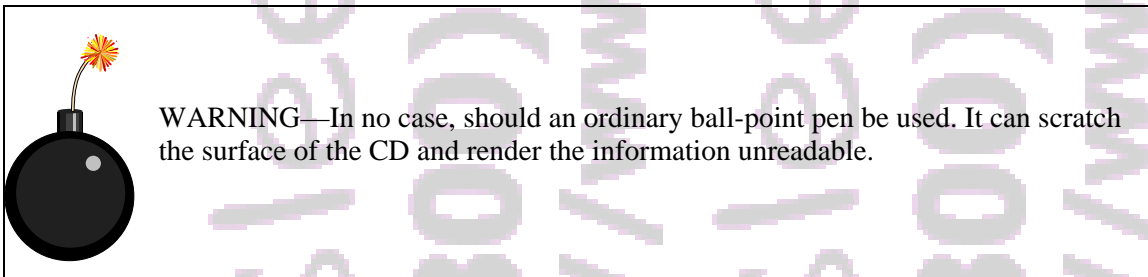 WARNING—In no case, should an ordinary ball-point pen be used. It can scratch
the surface of the CD and render the information unreadable.